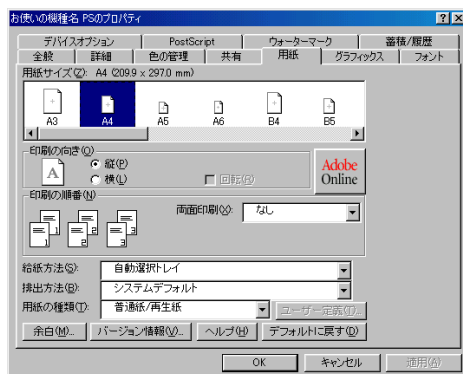 お使いの機種名 PSのプロパティ
デバイスオプション PostScript ウォーターマーク 蓄積/履歴
全般 詳細 色の管理 共有 用紙 グラフィックス フォント
用紙サイズ(Z): A4 (209.9 x 297.0 mm)
A3 A4 A5 A6 B4 B5
印刷の向き(O)
A
縦(P)
横(L)
回転(R)
Adobe
Online
印刷の順番(N)
1 1 2 2 3 3
両面印刷(X): なし
給紙方法(S): 自動選択トレイ
排出方法(B): システムデフォルト
用紙の種類(T): 普通紙/再生紙 ユーザー定義(I)...
余白(M)... バージョン情報(V)... ヘルプ(H) デフォルトに戻す(D)
OK キャンセル 適用(A)